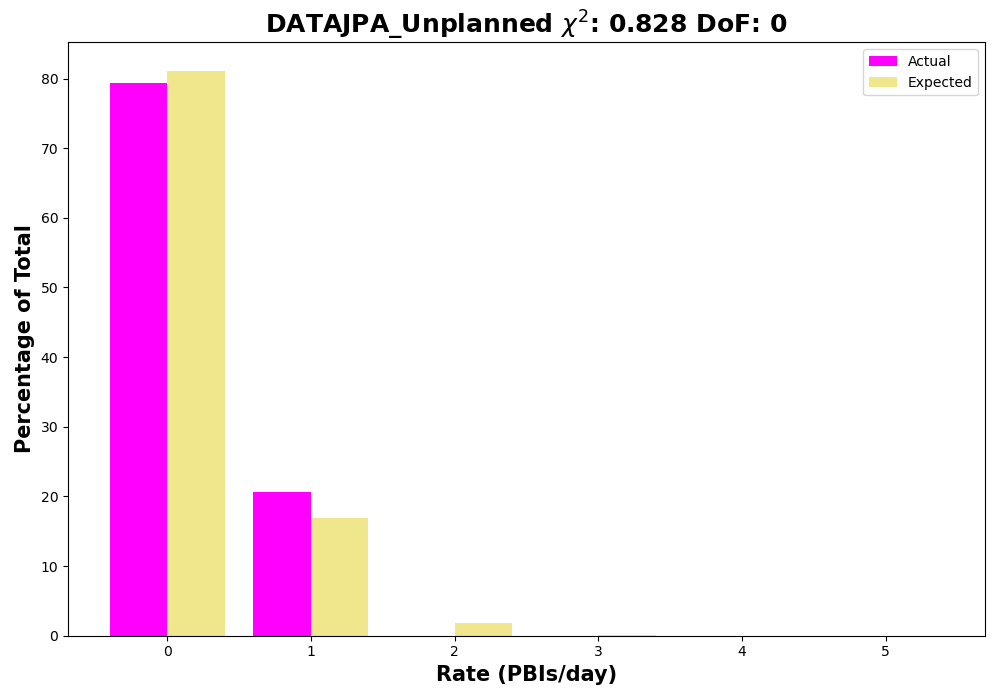 DATAJPA_Unplanned χ²: 0.828 DoF: 0
Actual
Expected
Percentage of Total
80
70
60
50
40
30
20
10
0
0 1 2 3 4 5
Rate (PBIs/day)